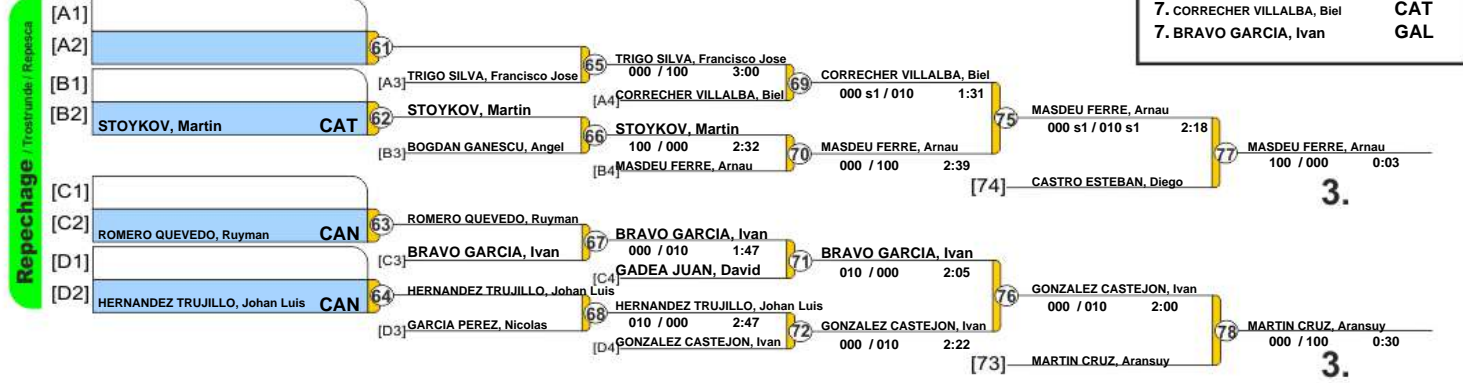 Repechage / Trostrunde / Repesca
7. CORRECHER VILLALBA, Biel CAT
7. BRAVO GARCIA, Ivan GAL
[A1]
[A2]
61
[A3] TRIGO SILVA, Francisco Jose
65
TRIGO SILVA, Francisco Jose
000 / 100 3:00
[A4] CORRECHER VILLALBA, Biel
69
CORRECHER VILLALBA, Biel
000 s1 / 010 1:31
[B1]
[B2] STOYKOV, Martin CAT
62
STOYKOV, Martin
[B3] BOGDAN GANESCU, Angel
66
STOYKOV, Martin
100 / 000 2:32
[B4] MASDEU FERRE, Arnau
70
MASDEU FERRE, Arnau
000 / 100 2:39
75
MASDEU FERRE, Arnau
000 s1 / 010 s1 2:18
[74] CASTRO ESTEBAN, Diego
77
MASDEU FERRE, Arnau
100 / 000 0:03
3.
[C1]
[C2] ROMERO QUEVEDO, Ruyman CAN
63
ROMERO QUEVEDO, Ruyman
[C3] BRAVO GARCIA, Ivan
67
BRAVO GARCIA, Ivan
000 / 010 1:47
[C4] GADEA JUAN, David
71
BRAVO GARCIA, Ivan
010 / 000 2:05
[D1]
[D2] HERNANDEZ TRUJILLO, Johan Luis CAN
64
HERNANDEZ TRUJILLO, Johan Luis
[D3] GARCIA PEREZ, Nicolas
68
HERNANDEZ TRUJILLO, Johan Luis
010 / 000 2:47
[D4] GONZALEZ CASTEJON, Ivan
72
GONZALEZ CASTEJON, Ivan
000 / 010 2:22
76
GONZALEZ CASTEJON, Ivan
000 / 010 2:00
[73] MARTIN CRUZ, Aransuy
78
MARTIN CRUZ, Aransuy
000 / 100 0:30
3.